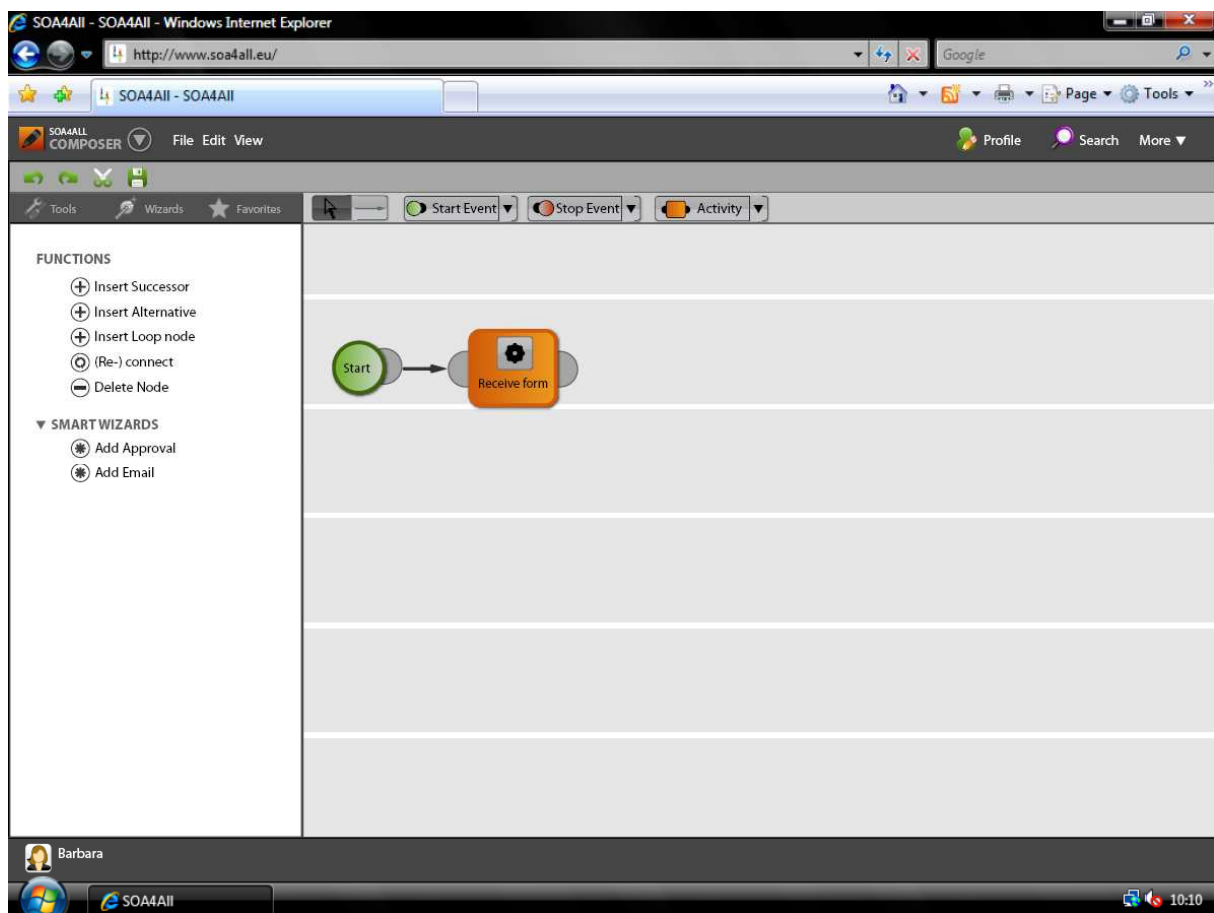 SOA4All - SOA4All - Windows Internet Explorer
http://www.soa4all.eu/
Google
SOA4All - SOA4All
Page
Tools
SOA4ALL
COMPOSER
File Edit View
Profile
Search
More
Tools
Wizards
Favorites
Start Event
Stop Event
Activity
FUNCTIONS
Insert Successor
Insert Alternative
Insert Loop node
(Re-) connect
Delete Node
SMART WIZARDS
Add Approval
Add Email
Start
Receive form
Barbara
SOA4All
10:10